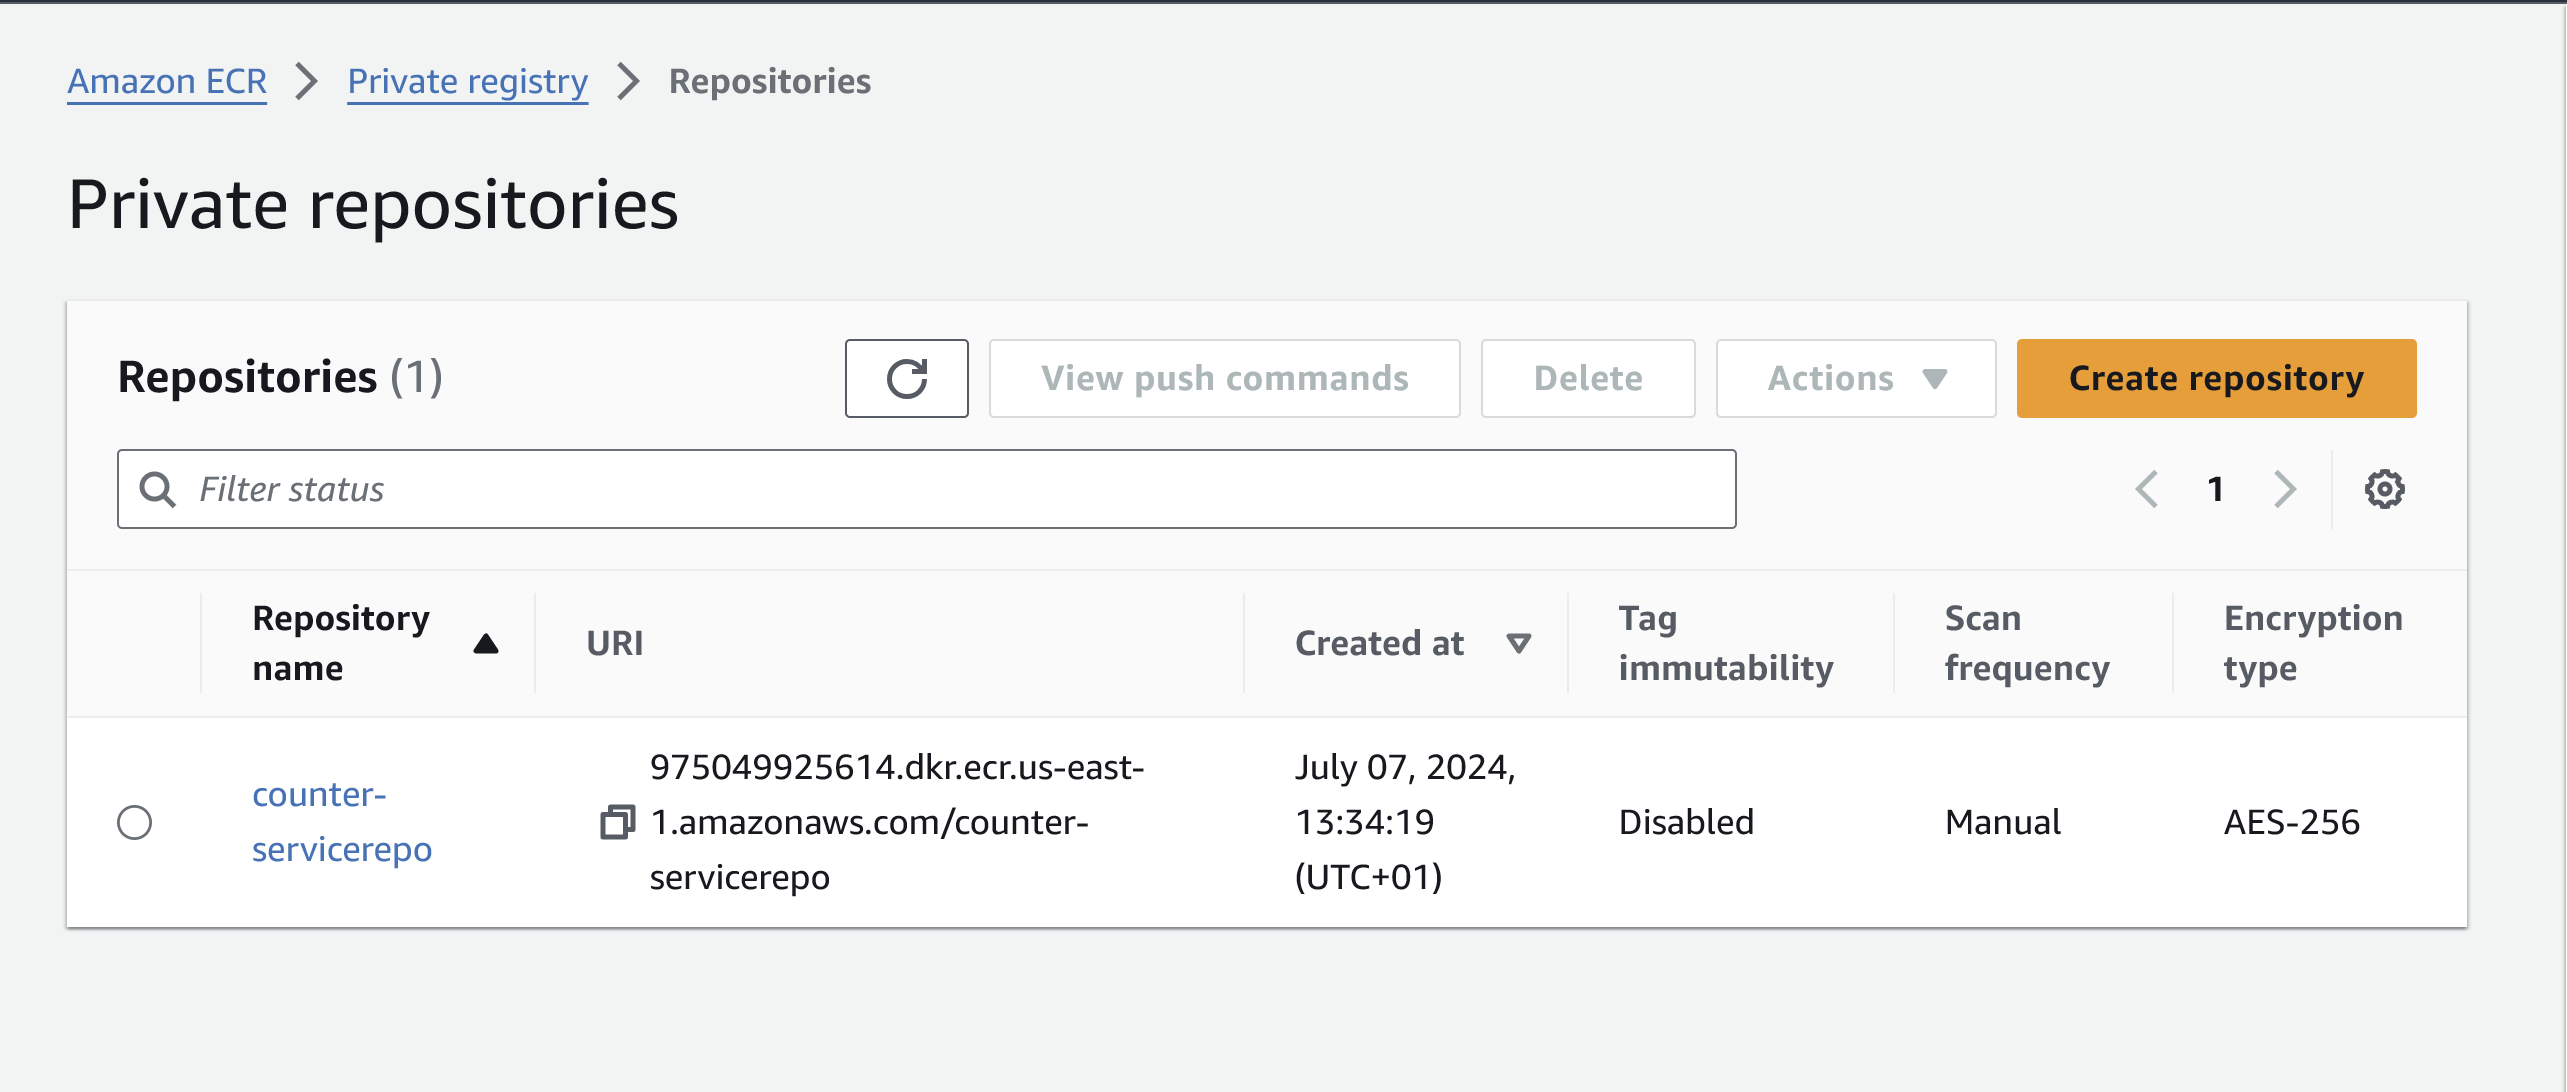 Amazon ECR > Private registry > Repositories
Private repositories
Repositories (1) View push commands Delete Actions Create repository
Filter status 1
Repository name URI Created at Tag immutability Scan frequency Encryption type
counter-
servicerepo
975049925614.dkr.ecr.us-east-
1.amazonaws.com/counter-
servicerepo
July 07, 2024,
13:34:19
(UTC+01)
Disabled
Manual
AES-256